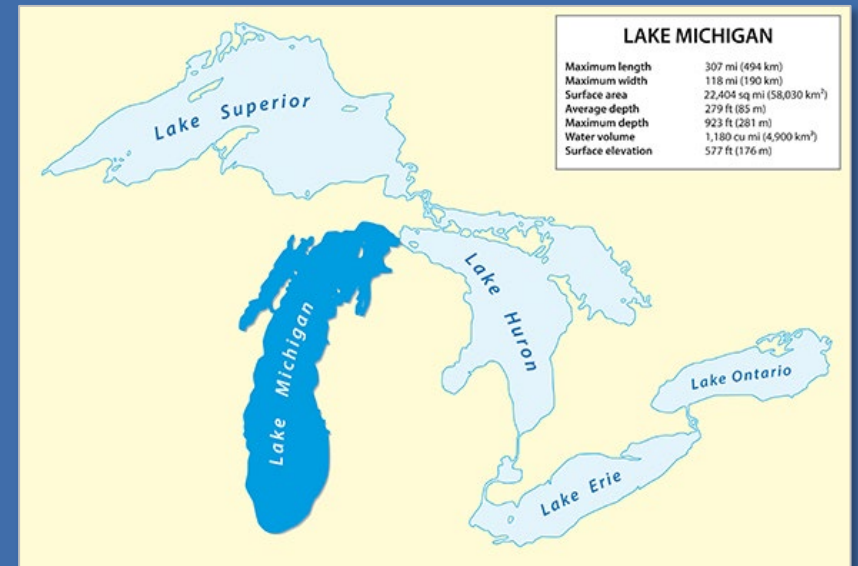 LAKE MICHIGAN
Maximum length 307 mi (494 km)
Maximum width 118 mi (190 km)
Surface area 22,404 sq mi (58,030 km²)
Average depth 279 ft (85 m)
Maximum depth 923 ft (281 m)
Water volume 1,180 cu mi (4,900 km³)
Surface elevation 577 ft (176 m)
Lake Superior
Lake Michigan
Lake Huron
Lake Ontario
Lake Erie